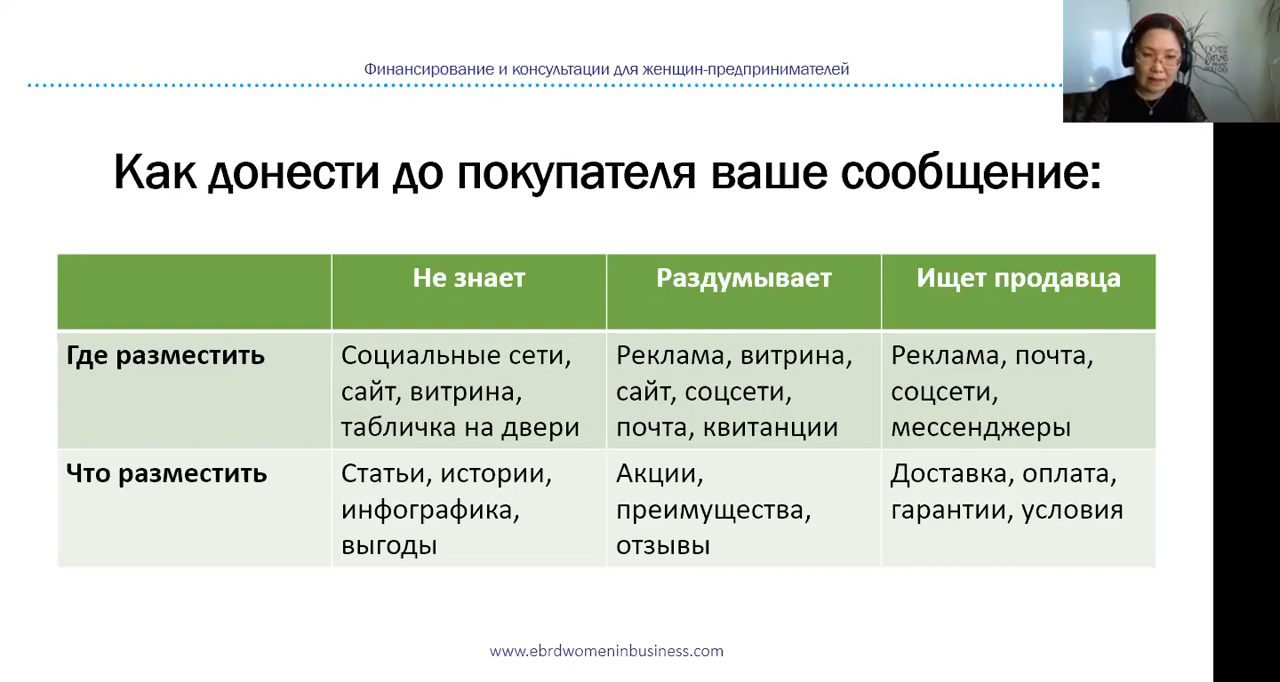 Финансирование и консультации для женщин-предпринимателей
Как донести до покупателя ваше сообщение:
Не знает
Раздумывает
Ищет продавца
Где разместить
Социальные сети,
сайт, витрина,
табличка на двери
Реклама, витрина,
сайт, соцсети,
почта, квитанции
Реклама, почта,
соцсети,
мессенджеры
Что разместить
Статьи, истории,
инфографика,
выгоды
Акции,
преимущества,
отзывы
Доставка, оплата,
гарантии, условия
www.ebrdwomeninbusiness.com